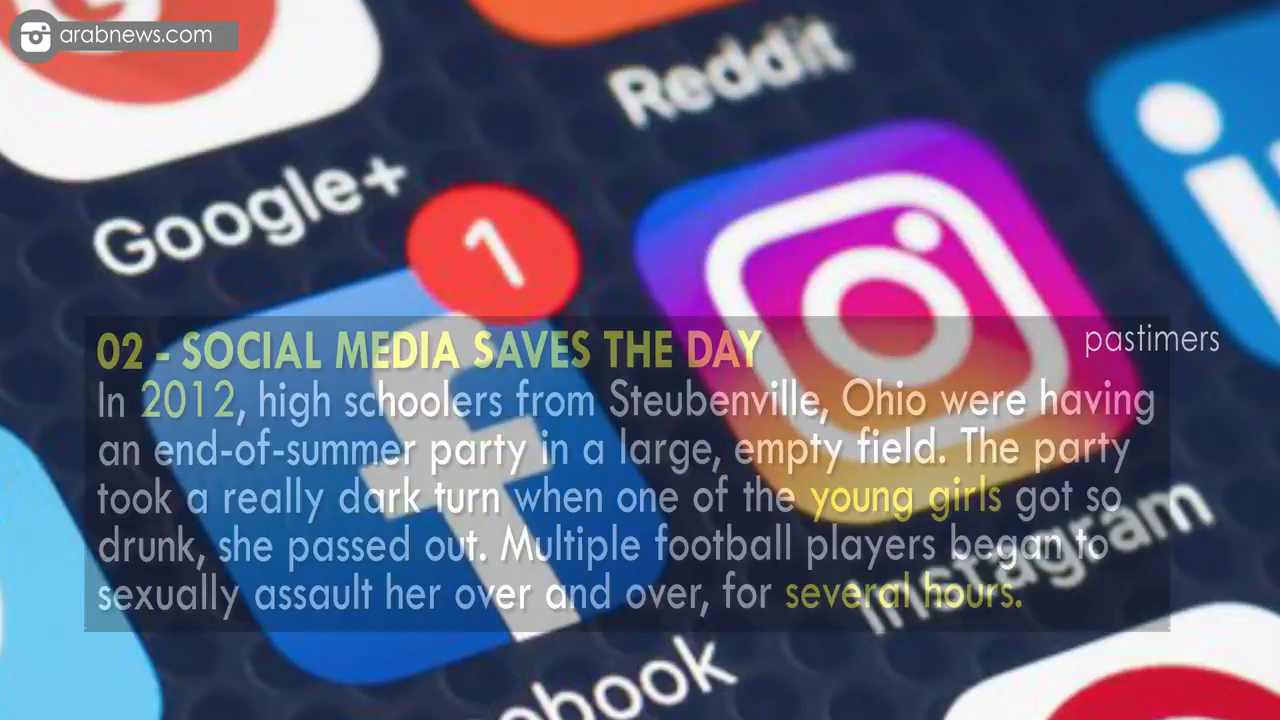 arabnews.com
Reddit
Google+
1
in
02 - SOCIAL MEDIA SAVES THE DAY
pastimers
In 2012, high schoolers from Steubenville, Ohio were having
an end-of-summer party in a large, empty field. The party
took a really dark turn when one of the young girls got so
drunk, she passed out. Multiple football players began to
sexually assault her over and over, for several hours.
Instagram
ebook